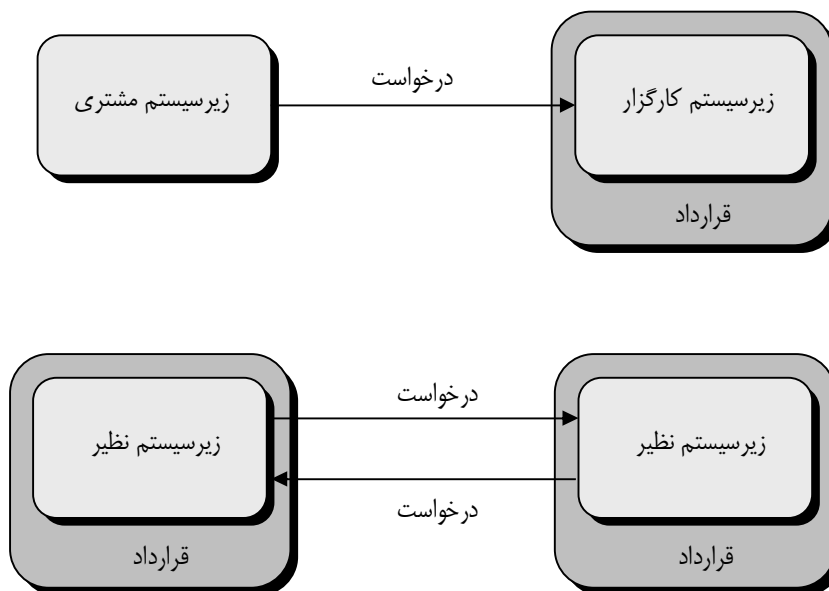 درخواست
زیرسیستم مشتری
زیرسیستم کارگزار
قرارداد
درخواست
زیرسیستم نظیر
زیرسیستم نظیر
درخواست
قرارداد
قرارداد